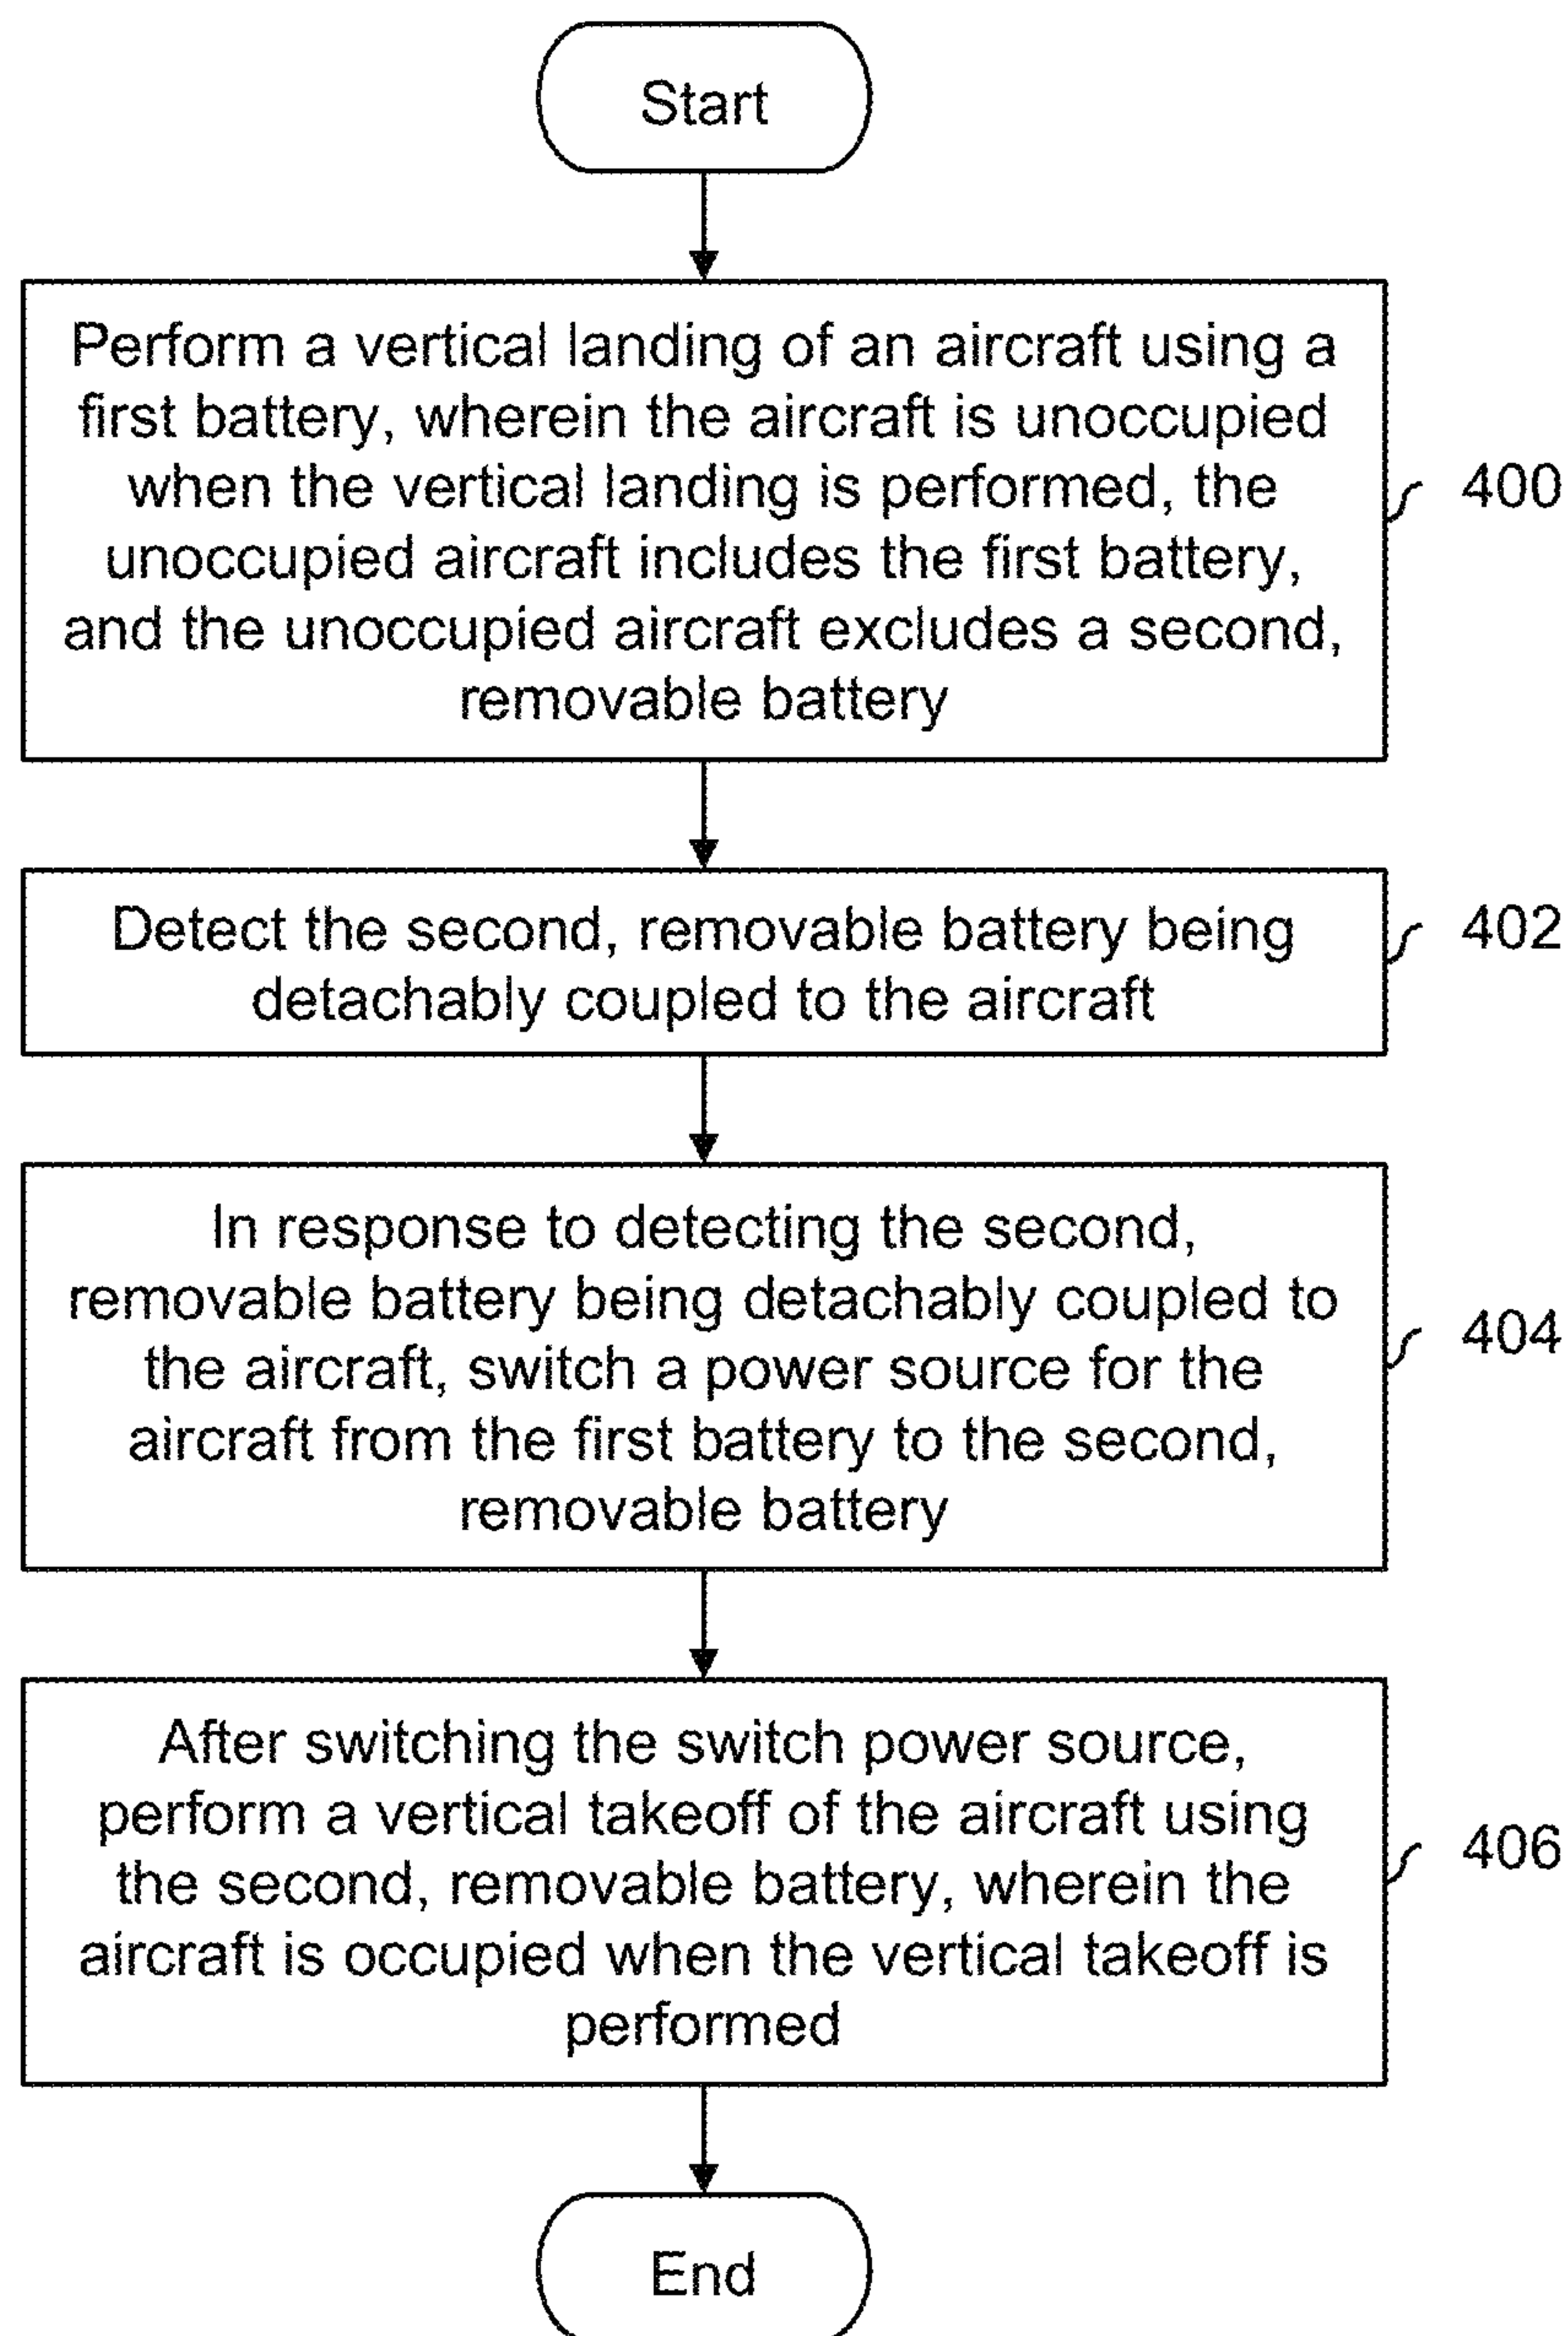 Start
Perform a vertical landing of an aircraft using a
first battery, wherein the aircraft is unoccupied
when the vertical landing is performed, the
unoccupied aircraft includes the first battery,
and the unoccupied aircraft excludes a second,
removable battery
400
Detect the second, removable battery being
detachably coupled to the aircraft
402
In response to detecting the second,
removable battery being detachably coupled to
the aircraft, switch a power source for the
aircraft from the first battery to the second,
removable battery
404
After switching the switch power source,
perform a vertical takeoff of the aircraft using
the second, removable battery, wherein the
aircraft is occupied when the vertical takeoff is
performed
406
End